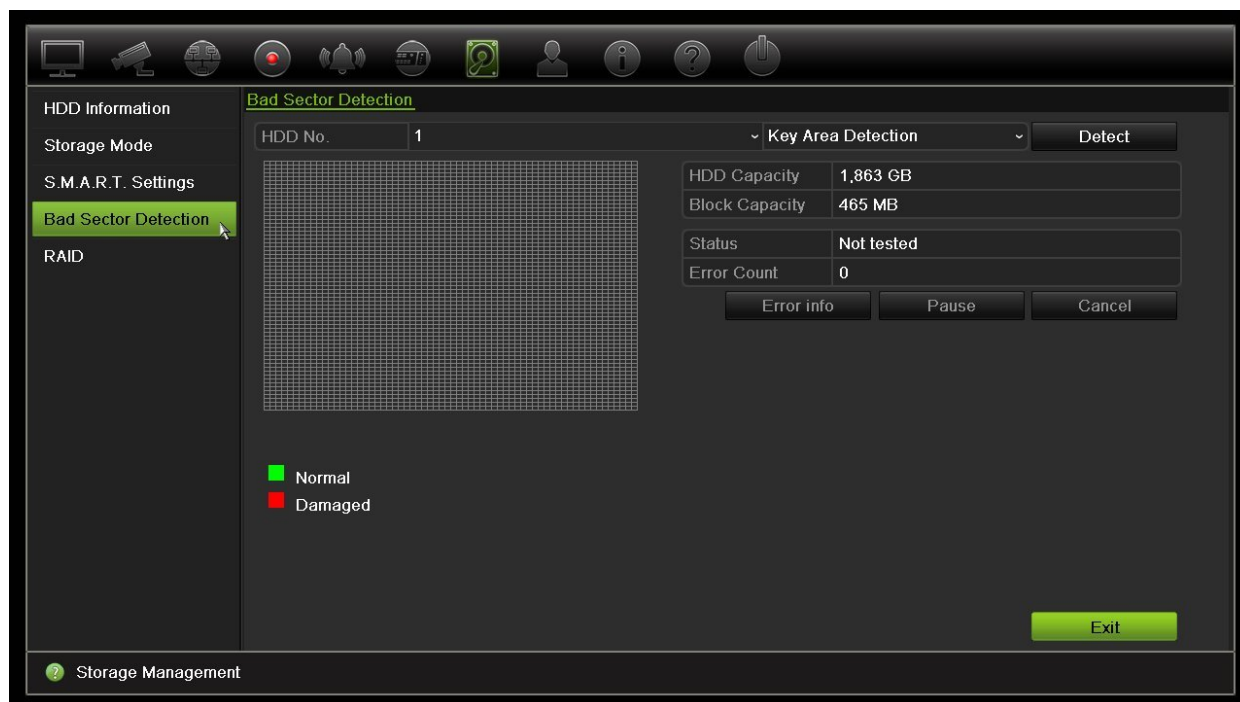 HDD Information
Storage Mode
S.M.A.R.T. Settings
Bad Sector Detection
RAID
Bad Sector Detection
HDD No. 1 Key Area Detection Detect
HDD Capacity 1,863 GB
Block Capacity 465 MB
Status Not tested
Error Count 0
Error info Pause Cancel
Normal
Damaged
Exit
? Storage Management